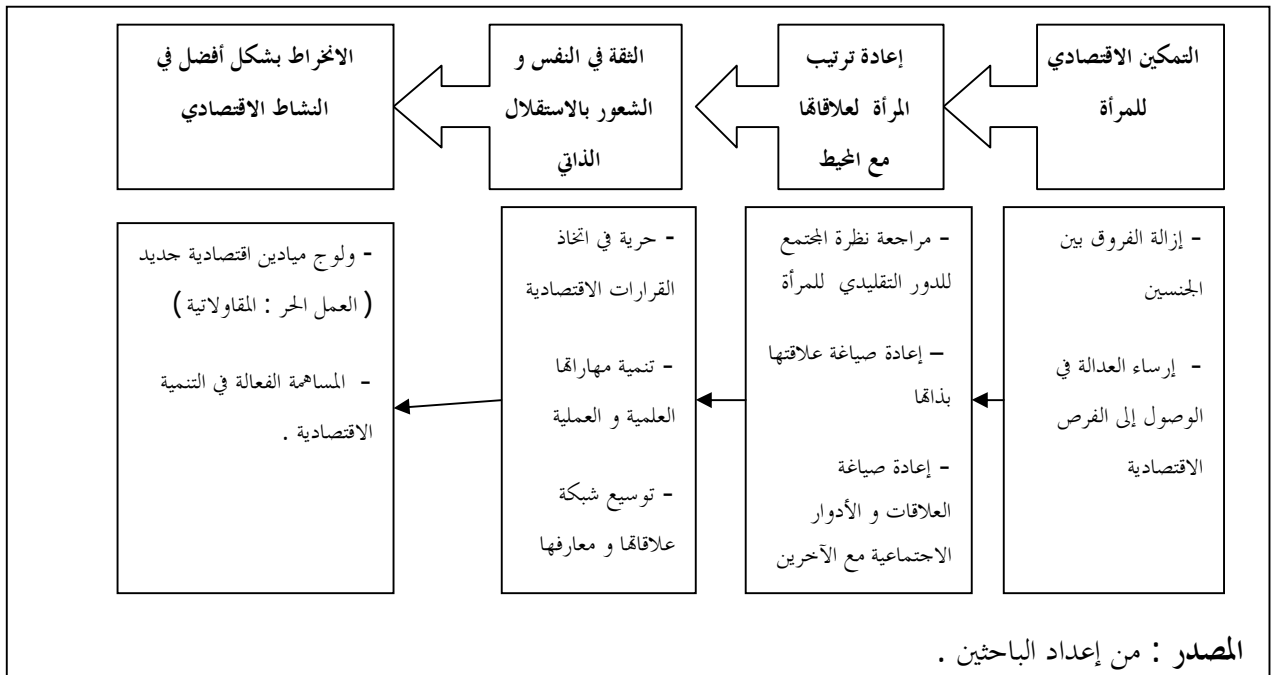 التمكين الاقتصادي
للمرأة
إعادة ترتيب
المرأة لعلاقاتها
مع المحيط
الثقة في النفس و
الشعور بالاستقلال
الذاتي
الانخراط بشكل أفضل في
النشاط الاقتصادي
- إزالة الفروق بين
الجنسين
- إرساء العدالة في
الوصول إلى الفرص
الاقتصادية
- مراجعة نظرة المجتمع
للدور التقليدي للمرأة
– إعادة صياغة علاقتها
بذاتها
- إعادة صياغة
العلاقات و الأدوار
الاجتماعية مع الآخرين
- حرية في اتخاذ
القرارات الاقتصادية
- تنمية مهاراتها
العلمية و العملية
- توسيع شبكة
علاقاتها و معارفها
- ولوج ميادين اقتصادية جديد
( العمل الحر : المقاولاتية )
- المساهمة الفعالة في التنمية
الاقتصادية .
المصدر : من إعداد الباحثين .